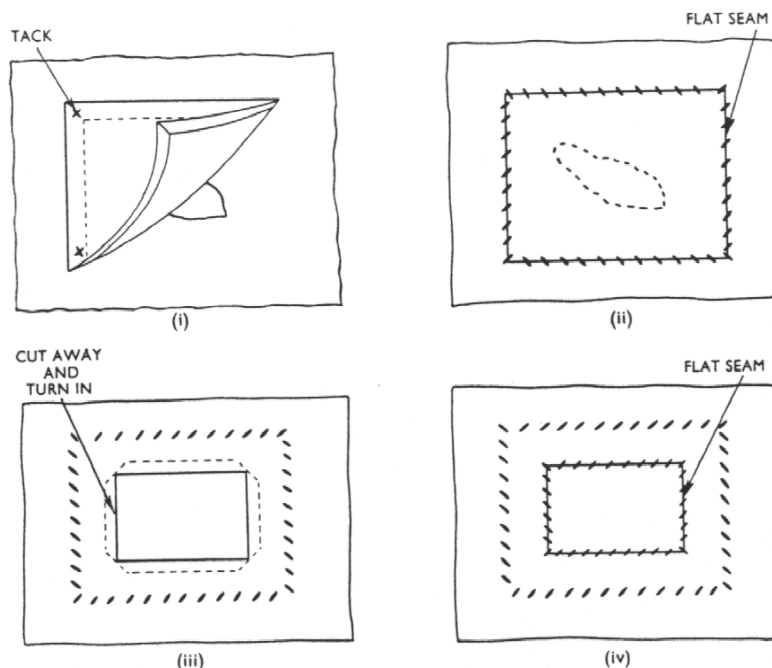 TACK
FLAT SEAM
(i)
(ii)
CUT AWAY
AND
TURN IN
FLAT SEAM
(iii)
(iv)